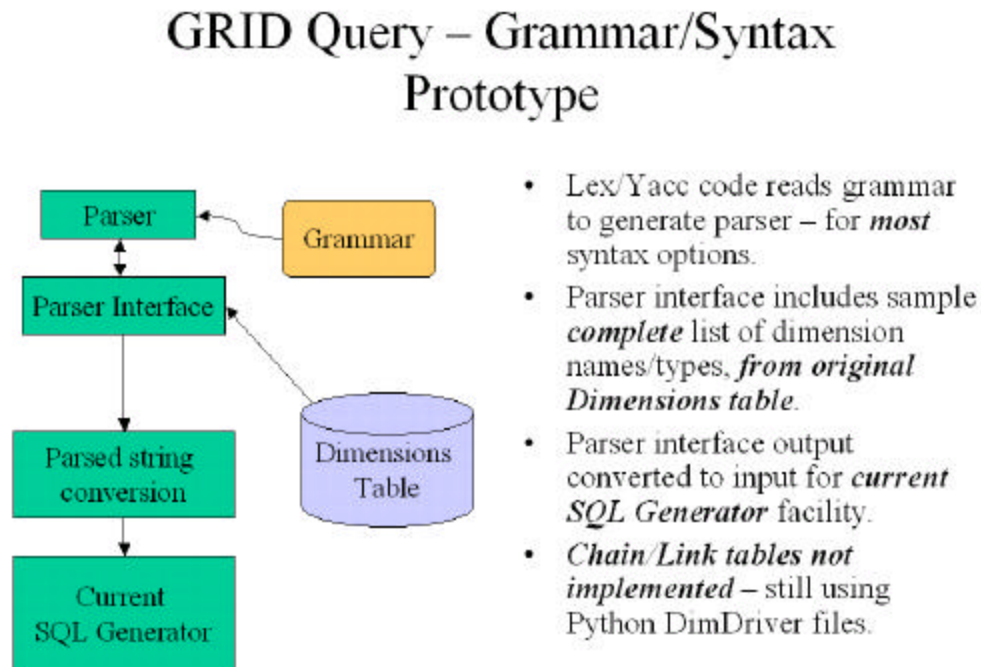 GRID Query – Grammar/Syntax
Prototype
Parser
Grammar
Parser Interface
Dimensions
Table
Parsed string
conversion
Current
SQL Generator
• Lex/Yacc code reads grammar
to generate parser – for most
syntax options.
• Parser interface includes sample
complete list of dimension
names/types, from original
Dimensions table.
• Parser interface output
converted to input for current
SQL Generator facility.
• Chain/Link tables not
implemented – still using
Python DimDriver files.